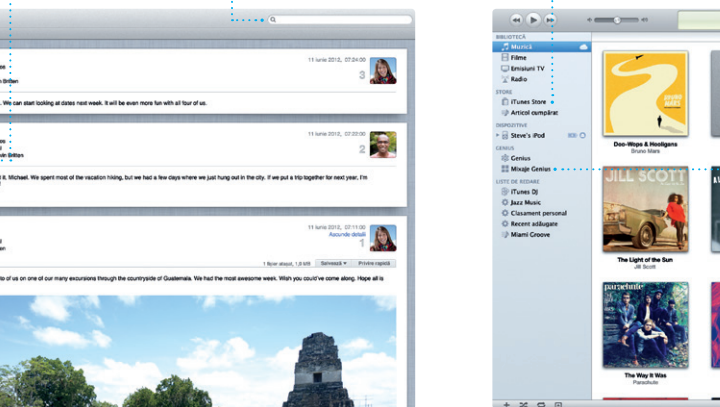 11 iunie 2012, 07:24:00
3
We can start looking at dates next week. It will be even more fun with all four of us.
11 iunie 2012, 07:22:00
2
it, Michael. We spent most of the vacation hiking, but we had a few days where we just hung out in the city. If we put a trip together for next year, I'm
11 iunie 2012, 07:11:00
Ascunde detalii
1
1 fișier atașat, 1,9 MB Salvează Privire rapidă
to of us on one of our many excursions through the countryside of Guatemala. We had the most awesome week. Wish you could've come along. Hope all is
BIBLIOTECĂ
Muzică
Filme
Emisiuni TV
Radio
STORE
iTunes Store
Articol cumpărat
DISPOZITIVE
Steve's iPod
GENIUS
Genius
Mixaje Genius
LISTE DE REDARE
iTunes DJ
Jazz Music
Clasament personal
Recent adăugate
Miami Groove
Doo-Wops & Hooligans
Bruno Mars
JILL SCOTT
The Light of the Sun
Jill Scott
parachute
The Way It Was
Parachute